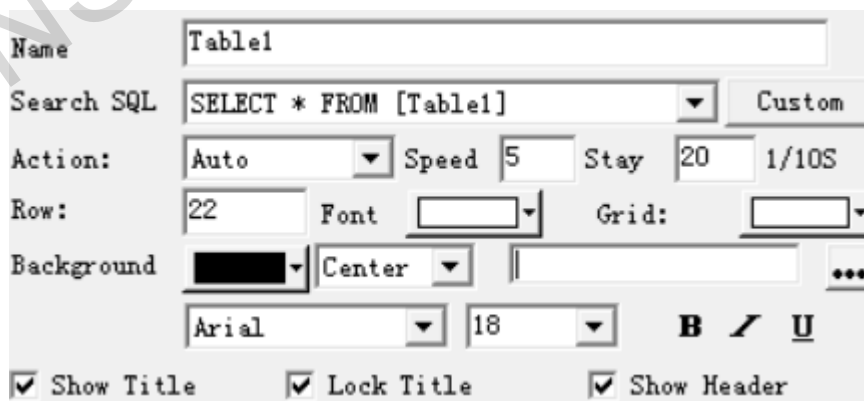 Name Table1
Search SQL SELECT * FROM [Table1] Custom
Action: Auto Speed 5 Stay 20 1/10S
Row: 22 Font Grid:
Background Center ...
Arial 18 B I U
Show Title Lock Title Show Header